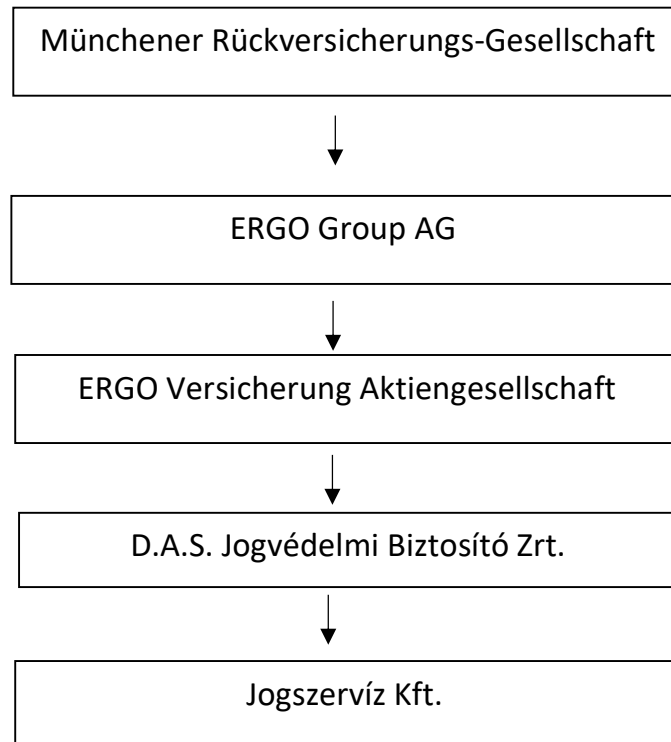 Münchener Rückversicherungs-Gesellschaft
ERGO Group AG
ERGO Versicherung Aktiengesellschaft
D.A.S. Jogvédelmi Biztosító Zrt.
Jogszervíz Kft.